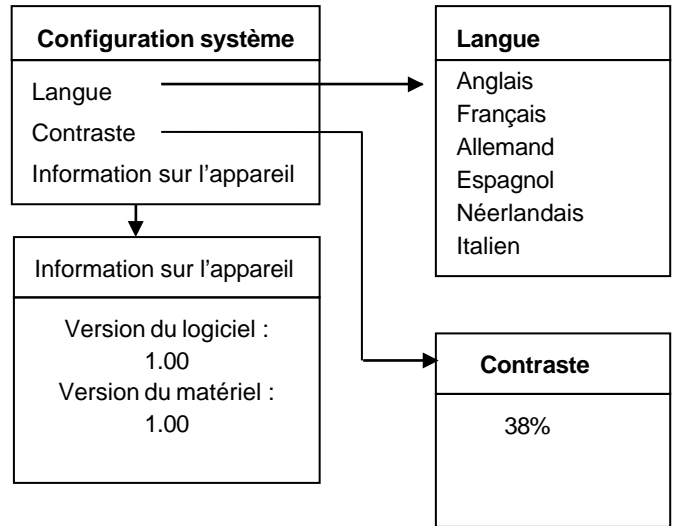 Configuration système
Langue
Contraste
Information sur l'appareil
Langue
Anglais
Français
Allemand
Espagnol
Néerlandais
Italien
Information sur l'appareil
Version du logiciel :
1.00
Version du matériel :
1.00
Contraste
38%